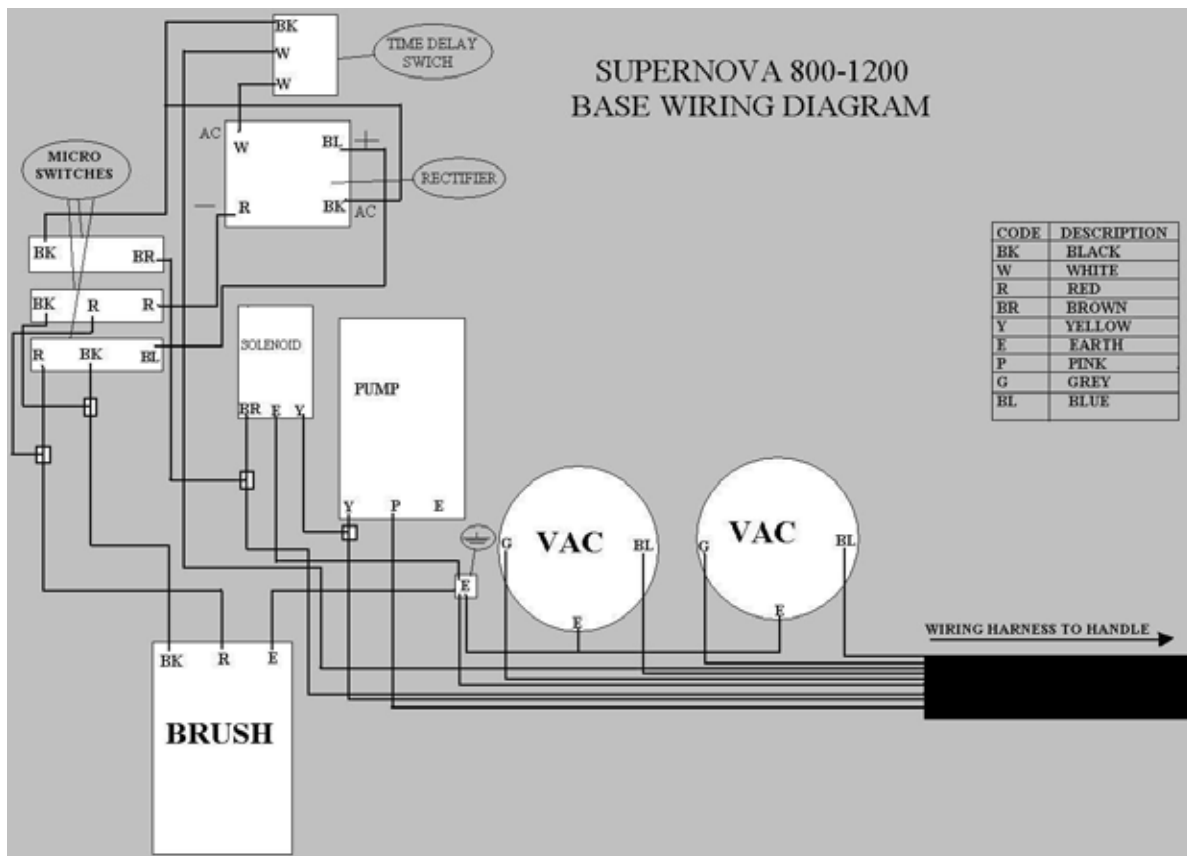 BK
W
W
TIME DELAY
SWICH
SUPERNOVA 800-1200
BASE WIRING DIAGRAM
AC
W
BL
+
RECTIFIER
−
R
BK
AC
MICRO
SWITCHES
BK
BR
BK
R
R
R
BK
BL
CODE DESCRIPTION
BK BLACK
W WHITE
R RED
BR BROWN
Y YELLOW
E EARTH
P PINK
G GREY
BL BLUE
SOLENOID
BR E Y
PUMP
Y P E
G
VAC
BL
E
G
VAC
BL
E
E
WIRING HARNESS TO HANDLE
BK R E
BRUSH